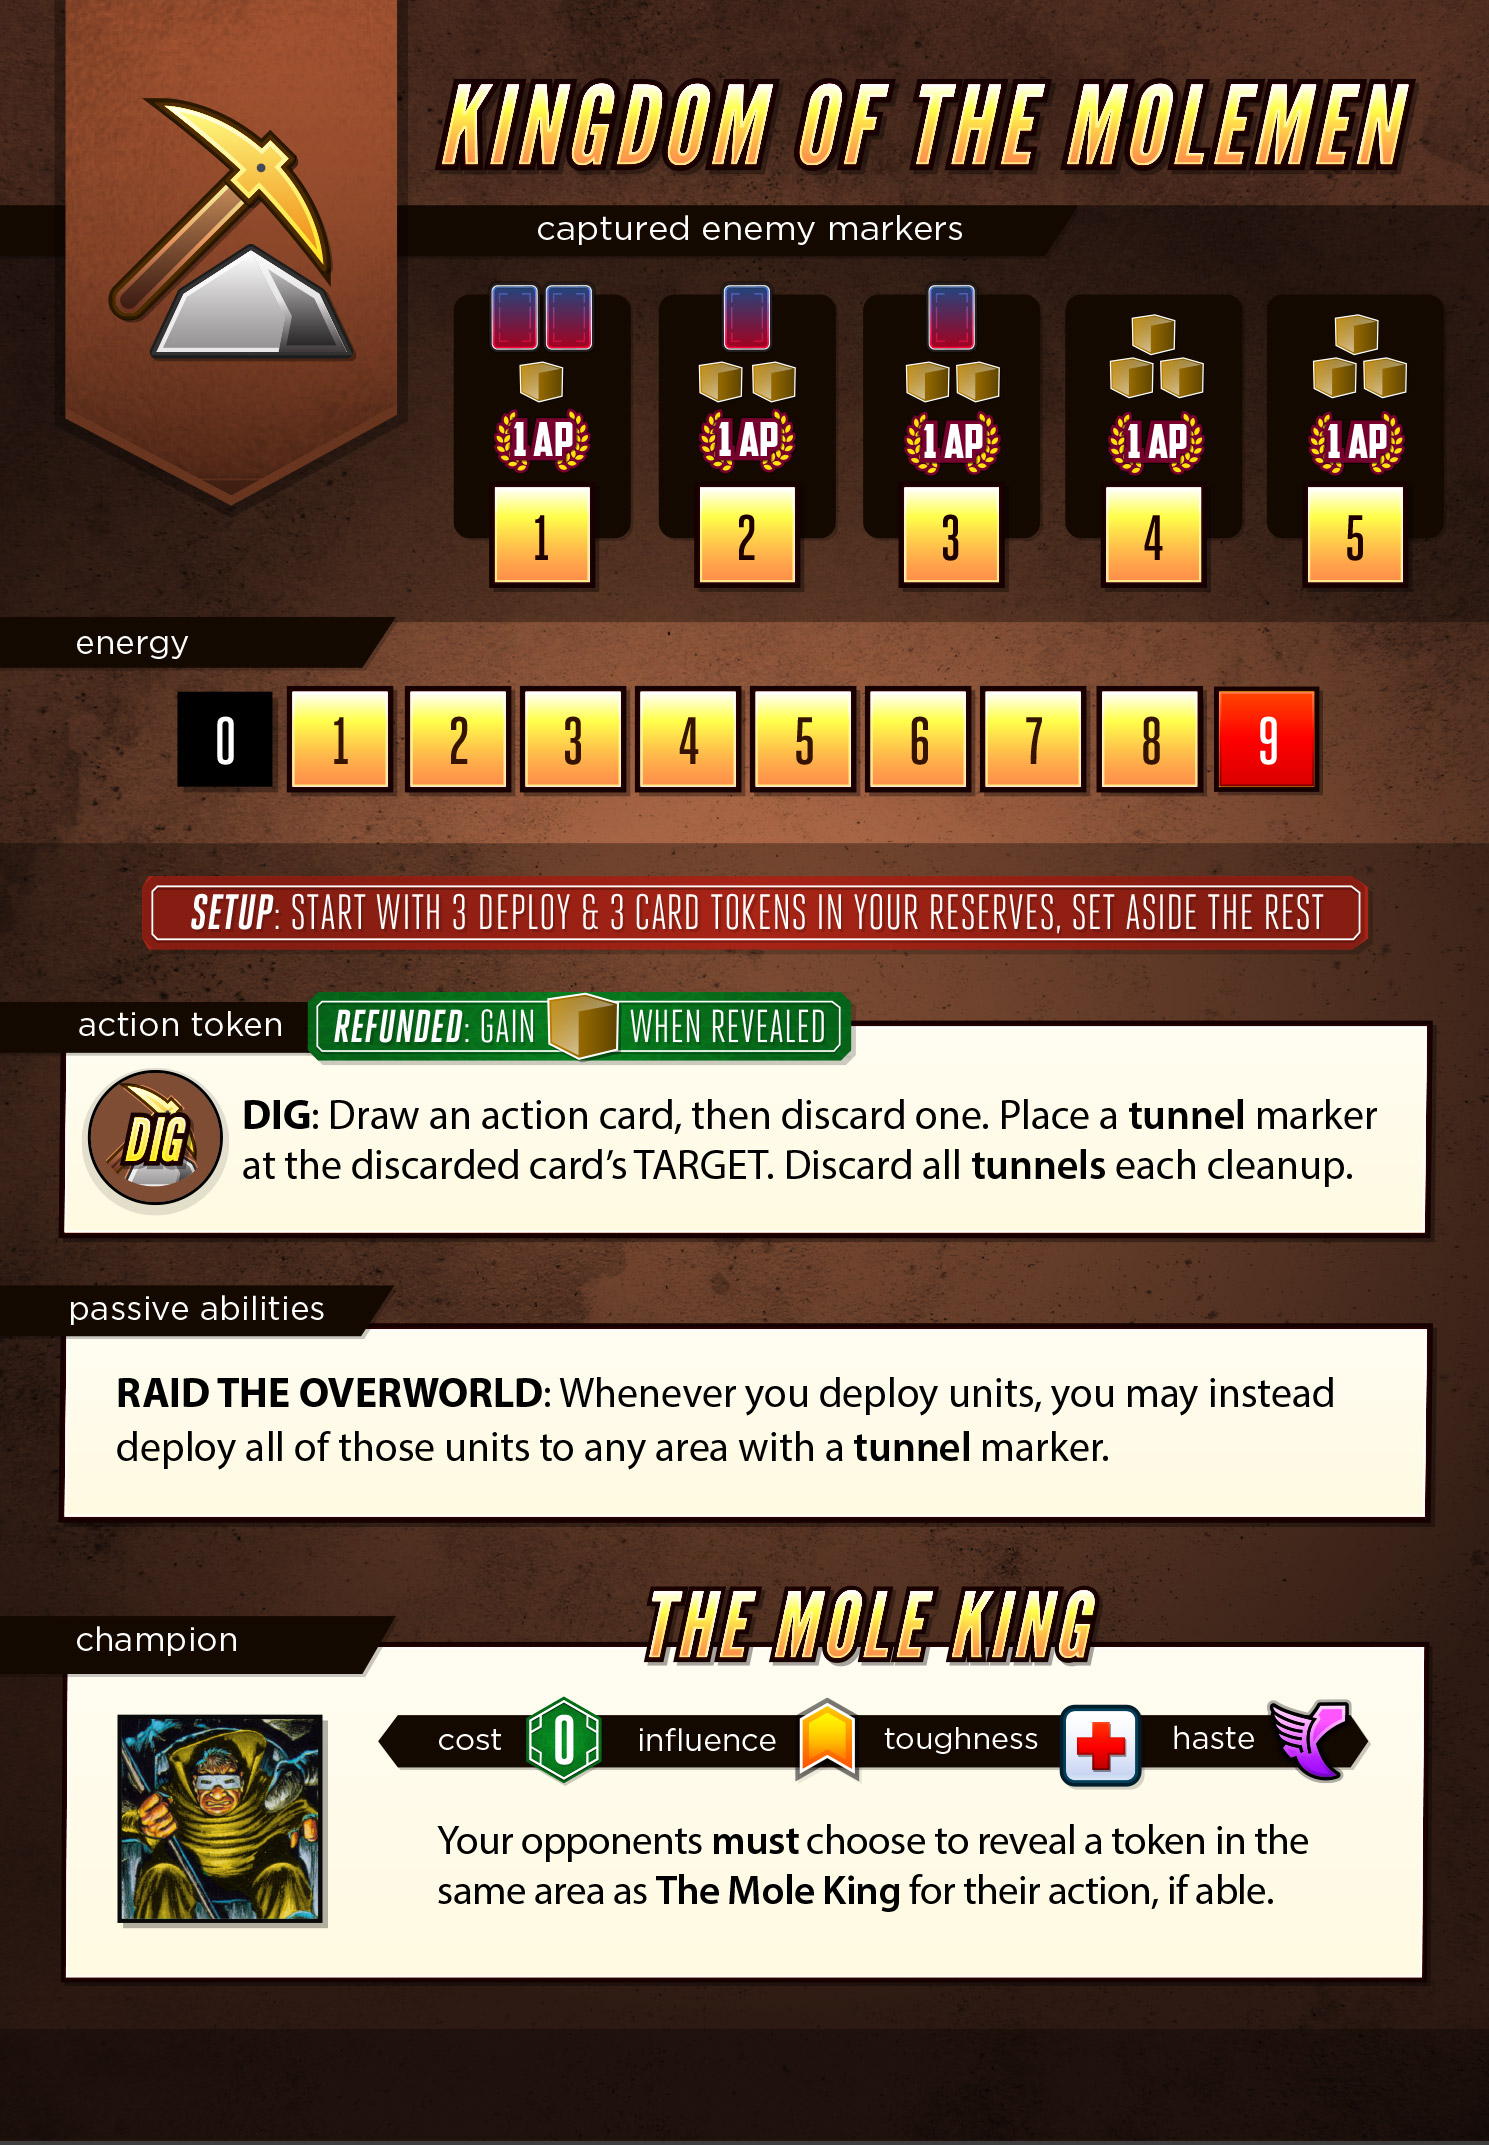 KINGDOM OF THE MOLEMEN
captured enemy markers
1 AP 1 AP 1 AP 1 AP 1 AP
1 2 3 4 5
energy
0 1 2 3 4 5 6 7 8 9
SETUP: START WITH 3 DEPLOY & 3 CARD TOKENS IN YOUR RESERVES, SET ASIDE THE REST
action token
REFUNDED: GAIN WHEN REVEALED
DIG
DIG: Draw an action card, then discard one. Place a tunnel marker
at the discarded card's TARGET. Discard all tunnels each cleanup.
passive abilities
RAID THE OVERWORLD: Whenever you deploy units, you may instead
deploy all of those units to any area with a tunnel marker.
THE MOLE KING
champion
cost 0 influence toughness haste
Your opponents must choose to reveal a token in the
same area as The Mole King for their action, if able.